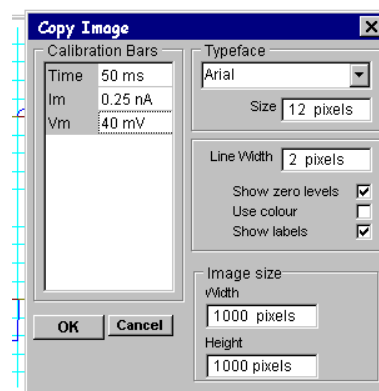 Copy Image
Calibration Bars
Time 50 ms
Im 0.25 nA
Vm 40 mV
OK Cancel
Typeface
Arial
Size 12 pixels
Line Width 2 pixels
Show zero levels
Use colour
Show labels
Image size
Width
1000 pixels
Height
1000 pixels